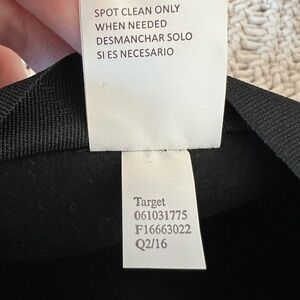 SPOT CLEAN ONLY
WHEN NEEDED
DESMANCHAR SOLO
SI ES NECESARIO
Target
061031775
F16663022
Q2/16